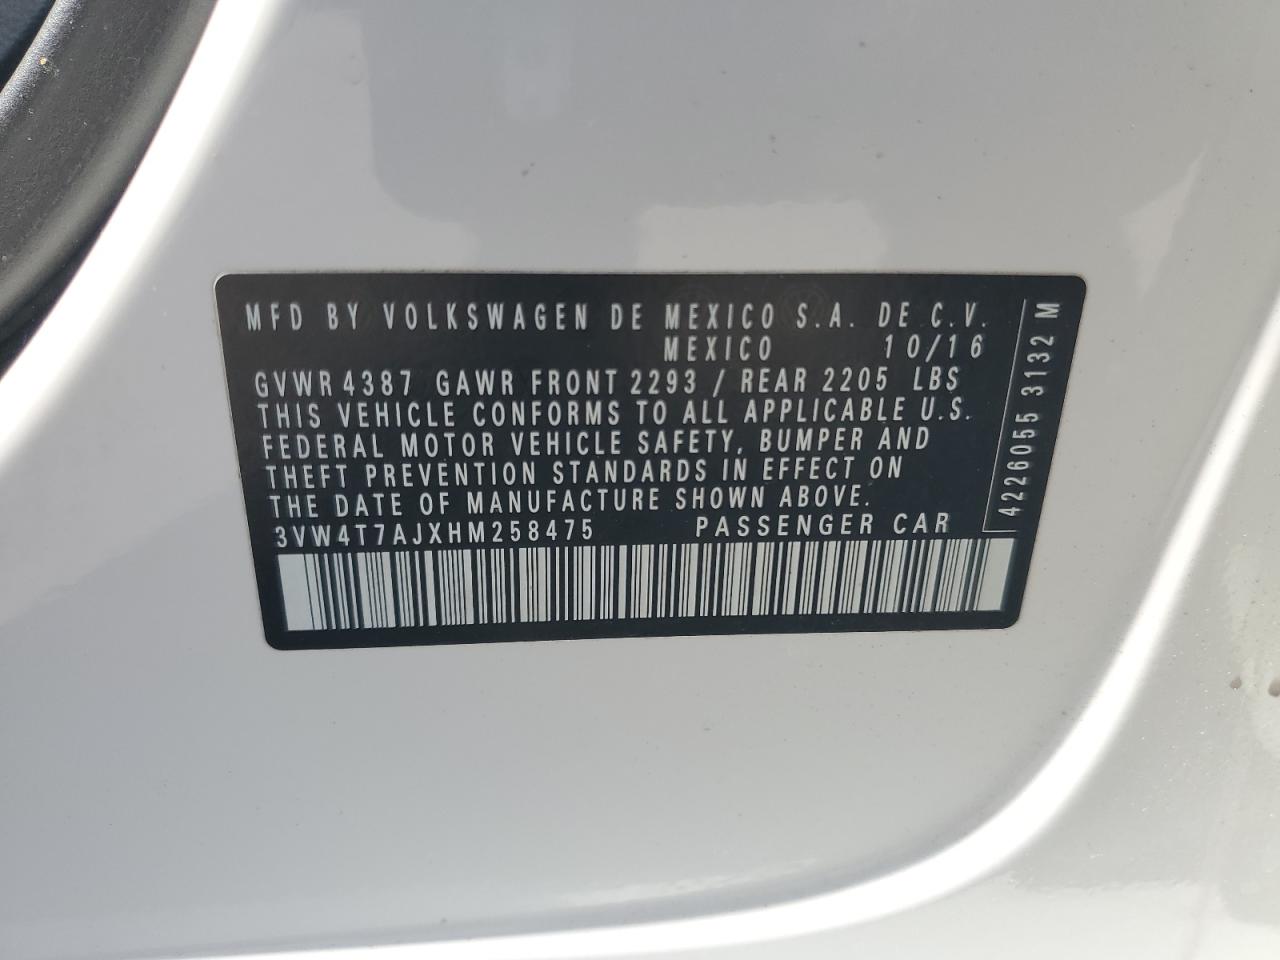 MFD BY VOLKSWAGEN DE MEXICO S.A. DE C.V.
MEXICO 10/16
GVWR 4387 GAWR FRONT 2293 / REAR 2205 LBS
THIS VEHICLE CONFORMS TO ALL APPLICABLE U.S.
FEDERAL MOTOR VEHICLE SAFETY, BUMPER AND
THEFT PREVENTION STANDARDS IN EFFECT ON
THE DATE OF MANUFACTURE SHOWN ABOVE.
3VW4T7AJXHM258475 PASSENGER CAR
4226055 3132 M